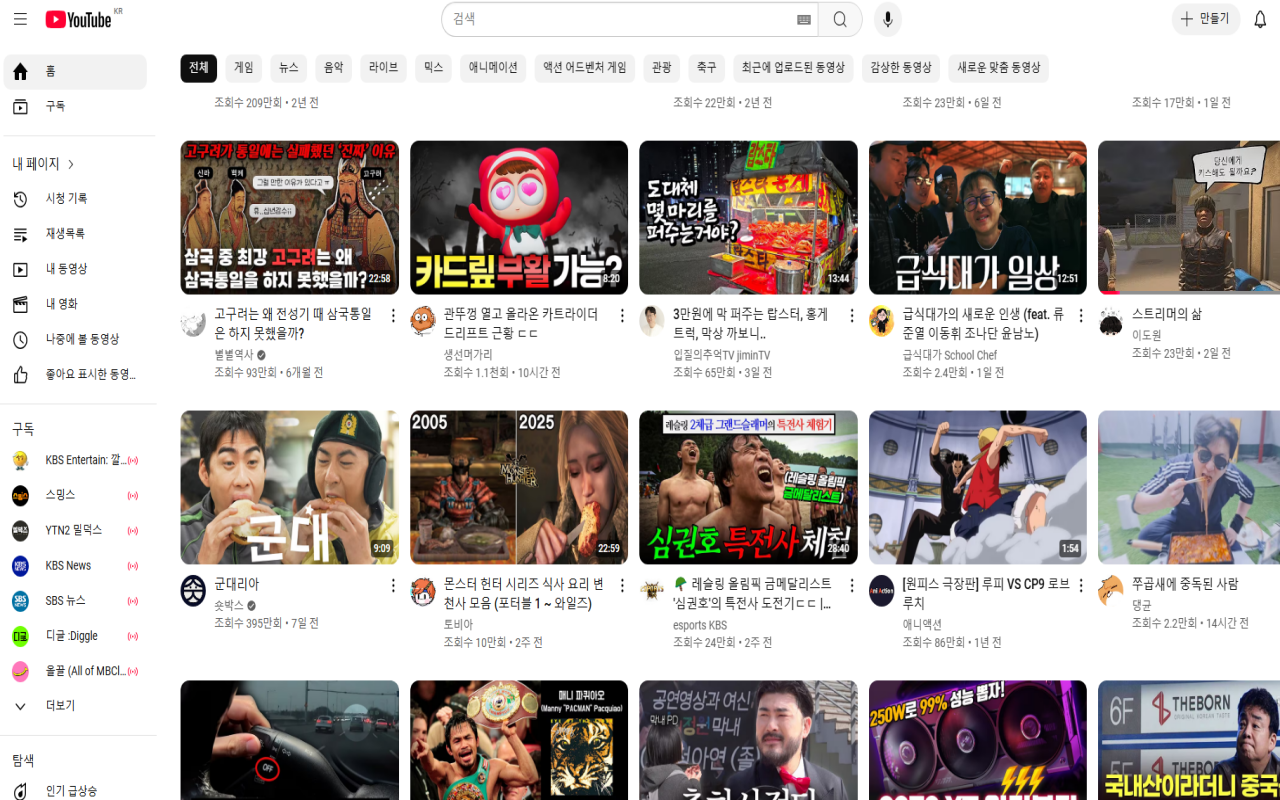 YouTube KR
검색
만들기
홈
구독
내 페이지
시청 기록
재생목록
내 동영상
내 영화
나중에 볼 동영상
좋아요 표시한 동영...
구독
KBS Entertain: 깔...
스밍스
YTN2 밀덕스
KBS News
SBS 뉴스
디글 :Diggle
올끌 (All of MBCl...
더보기
탐색
인기 급상승
전체 게임 뉴스 음악 라이브 믹스 애니메이션 액션 어드벤처 게임 관광 축구 최근에 업로드된 동영상 감상한 동영상 새로운 맞춤 동영상
조회수 209만회 • 2년 전
조회수 22만회 • 2년 전
조회수 23만회 • 6일 전
조회수 17만회 • 1일 전
고구려가 통일에는 실패했던 '진짜' 이유
신라 백제 고구려
삼국 중 최강 고구려는 왜
삼국통일을 하지 못했을까?
22:58
고구려는 왜 전성기 때 삼국통일
은 하지 못했을까?
별별역사
조회수 93만회 • 6개월 전
카드릪 부활 가능?
8:20
관뚜껑 열고 올라온 카트라이더
드리프트 근황 ㄷㄷ
생선머가리
조회수 1.1천회 • 10시간 전
랍스타
도대체
몇 마리를
퍼주는거야?
13:44
3만원에 막 퍼주는 랍스터, 홍게
트럭, 막상 까보니..
입질의추억TV jiminTV
조회수 65만회 • 3일 전
급식대가 일상
12:51
급식대가의 새로운 인생 (feat. 류
준열 이동휘 조나단 윤남노)
급식대가 School Chef
조회수 2.4만회 • 1일 전
당신에게
키스해도 될까요?
스트리머의 삶
이도원
조회수 23만회 • 2일 전
군대
9:09
군대리아
숏박스
조회수 395만회 • 7일 전
2005 2025
MONSTER HUNTER
22:59
몬스터 헌터 시리즈 식사 요리 변
천사 모음 (포터블 1 ~ 와일즈)
토비아
조회수 10만회 • 2주 전
레슬링 2체급 그랜드슬래머의 특전사 체험기
(레슬링 올림픽
금메달리스트)
심권호 특전사 체험
28:40
레슬링 올림픽 금메달리스트
'심권호'의 특전사 도전기ㄷㄷ |...
esports KBS
조회수 24만회 • 2주 전
1:54
[원피스 극장판] 루피 VS CP9 로브
루치
애니액션
조회수 86만회 • 1년 전
쭈곱새에 중독된 사람
댕균
조회수 2.2만회 • 14시간 전
OFF
매니 파퀴아오
(Manny "PACMAN" Pacquiao)
공연영상과 여신
막내 PD 정원 막내
250W로 99% 성능 뽑자!
6F THEBORN
ORIGINAL KOREAN TASTE
THEBORN
국내산이라더니 중국